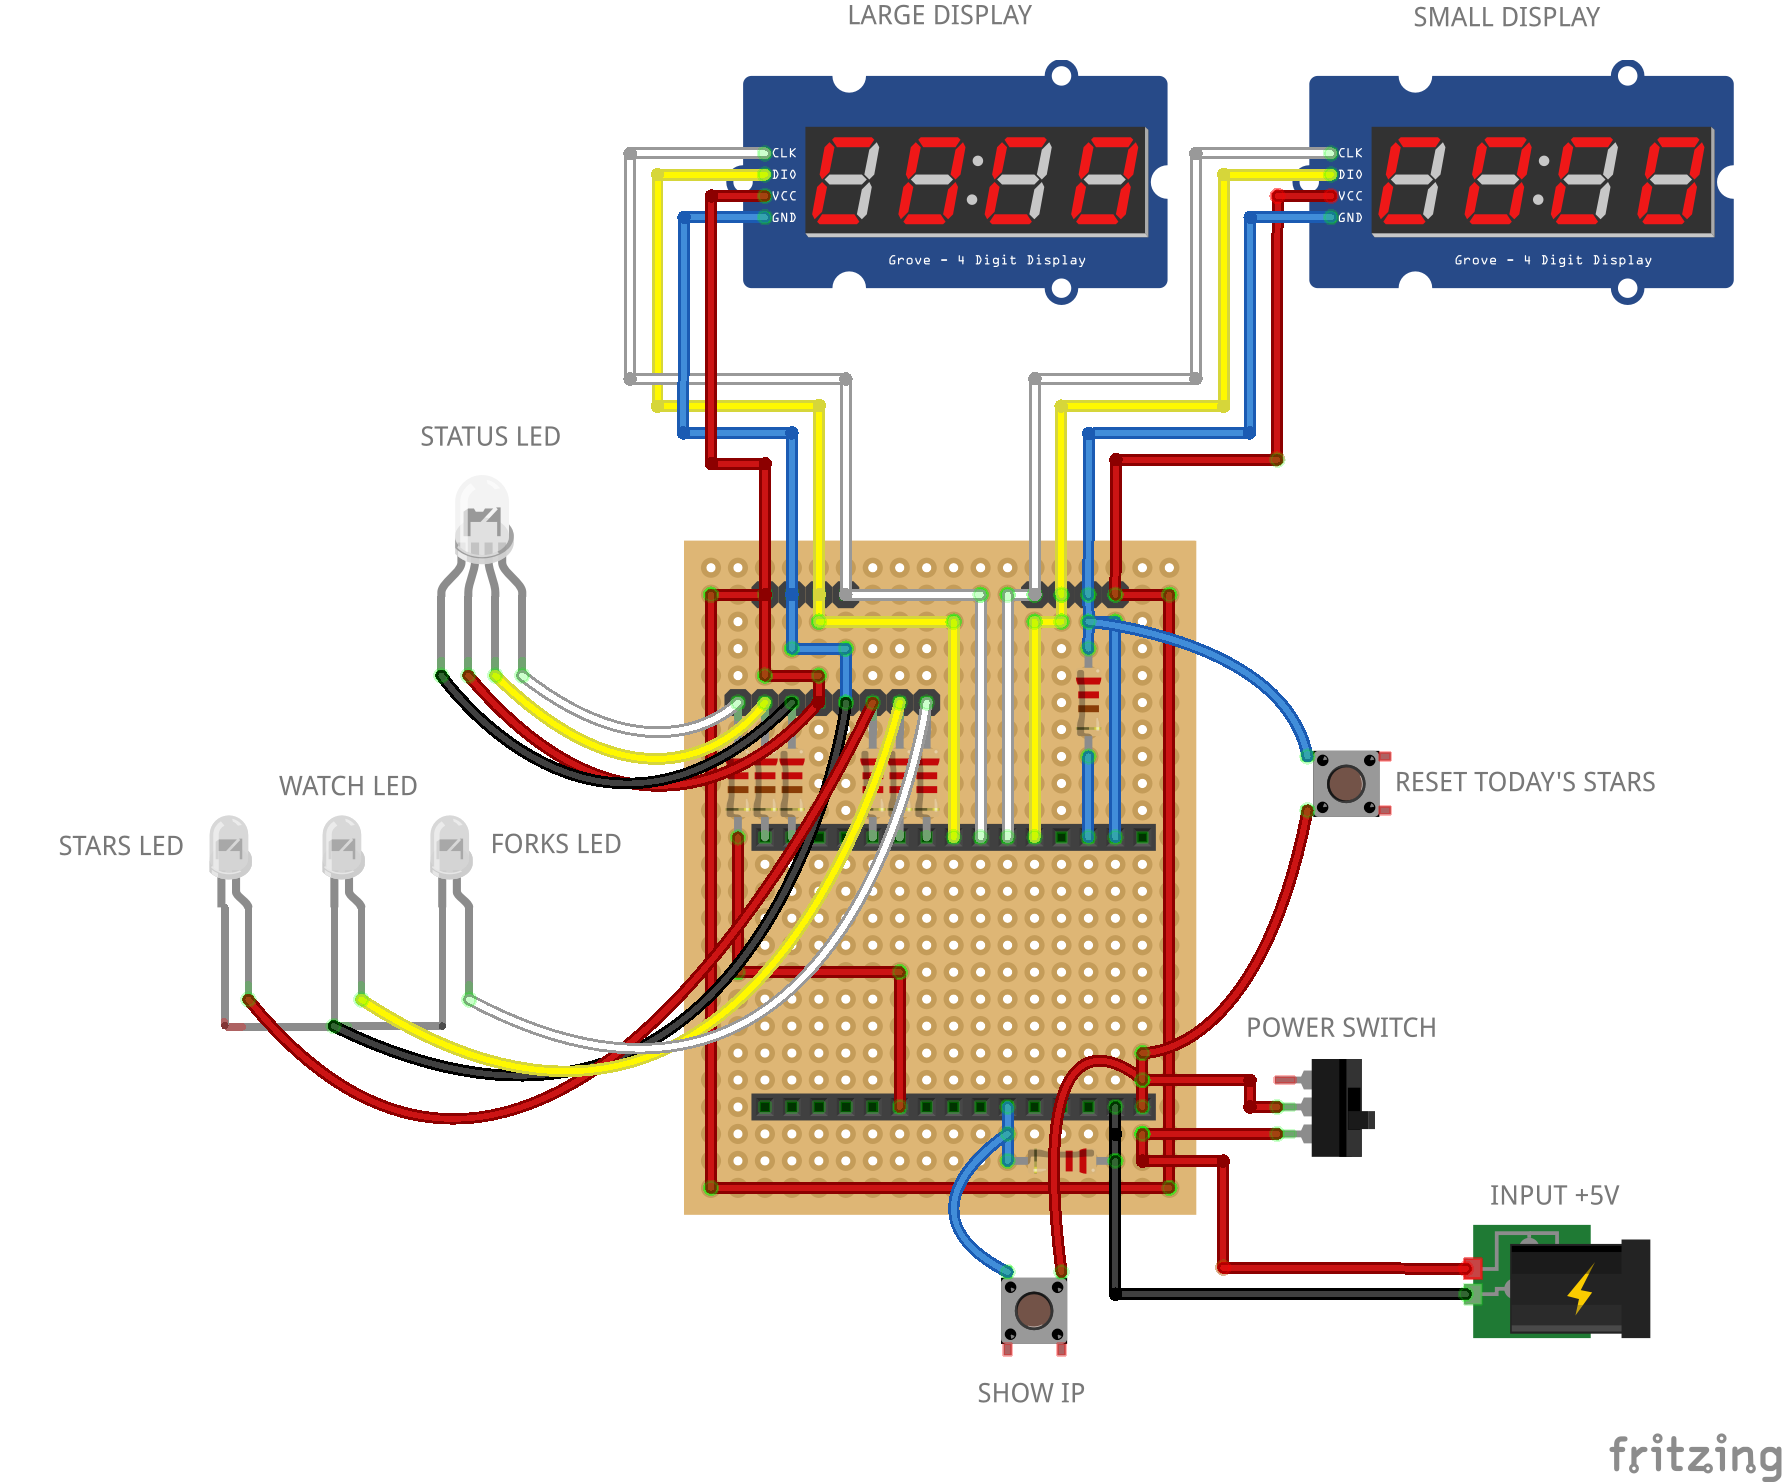 LARGE DISPLAY
SMALL DISPLAY
CLK
DIO
VCC
GND
Grove - 4 Digit Display
CLK
DIO
VCC
GND
Grove - 4 Digit Display
STATUS LED
WATCH LED
STARS LED
FORKS LED
RESET TODAY'S STARS
POWER SWITCH
INPUT +5V
SHOW IP
fritzing